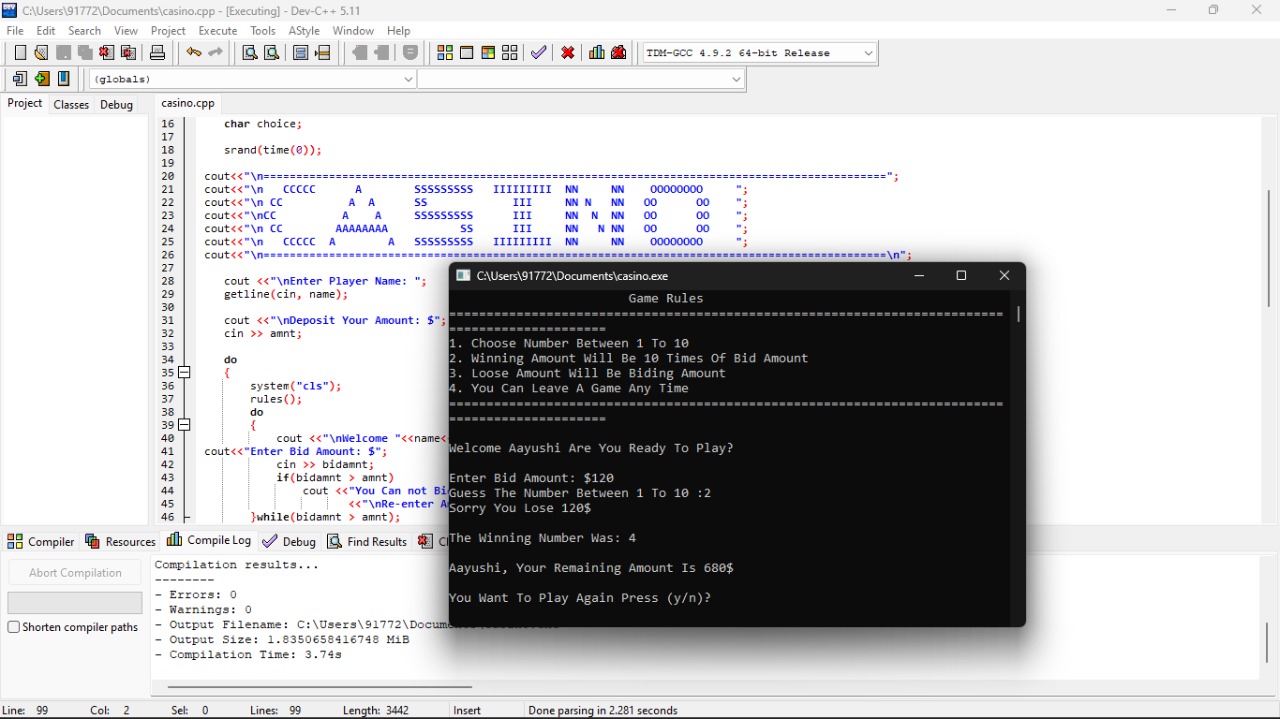 C:\Users\91772\Documents\casino.cpp - [Executing] - Dev-C++ 5.11
File Edit Search View Project Execute Tools AStyle Window Help
TDM-GCC 4.9.2 64-bit Release
(globals)
Project Classes Debug casino.cpp
16 char choice;
17
18 srand(time(0));
19
20 cout<<"\n===============================================================================================";
21 cout<<"\n   CCCCC      A        SSSSSSSSS   IIIIIIIII  NN     NN    OOOOOOOO     ";
22 cout<<"\n CC          A A      SS             III     NN N   NN   OO      OO    ";
23 cout<<"\nCC          A    A     SSSSSSSSS      III     NN  N  NN   OO      OO    ";
24 cout<<"\n CC        AAAAAAAA           SS      III     NN   N NN   OO      OO    ";
25 cout<<"\n   CCCCC  A        A   SSSSSSSSS   IIIIIIIII  NN     NN    OOOOOOOO     ";
26 cout<<"\n===============================================================================================\n";
27
28 cout <<"\nEnter Player Name: ";
29 getline(cin, name);
30
31 cout <<"\nDeposit Your Amount: $";
32 cin >> amnt;
33
34 do
35 {
36 system("cls");
37 rules();
38 do
39 {
40 cout <<"\nWelcome "<<name<
41 cout<<"Enter Bid Amount: $";
42 cin >> bidamnt;
43 if(bidamnt > amnt)
44 cout <<"You Can not Bi
45 <<"\nRe-enter A
46 }while(bidamnt > amnt);
C:\Users\91772\Documents\casino.exe
Game Rules
==========================================================================
=====================
1. Choose Number Between 1 To 10
2. Winning Amount Will Be 10 Times Of Bid Amount
3. Loose Amount Will Be Biding Amount
4. You Can Leave A Game Any Time
==========================================================================
=====================
Welcome Aayushi Are You Ready To Play?
Enter Bid Amount: $120
Guess The Number Between 1 To 10 :2
Sorry You Lose 120$
The Winning Number Was: 4
Aayushi, Your Remaining Amount Is 680$
You Want To Play Again Press (y/n)?
Compiler Resources Compile Log Debug Find Results
Abort Compilation
Shorten compiler paths
Compilation results...
--------
- Errors: 0
- Warnings: 0
- Output Filename: C:\Users\91772\Docum
- Output Size: 1.8350658416748 MiB
- Compilation Time: 3.74s
Line: 99 Col: 2 Sel: 0 Lines: 99 Length: 3442 Insert Done parsing in 2.281 seconds